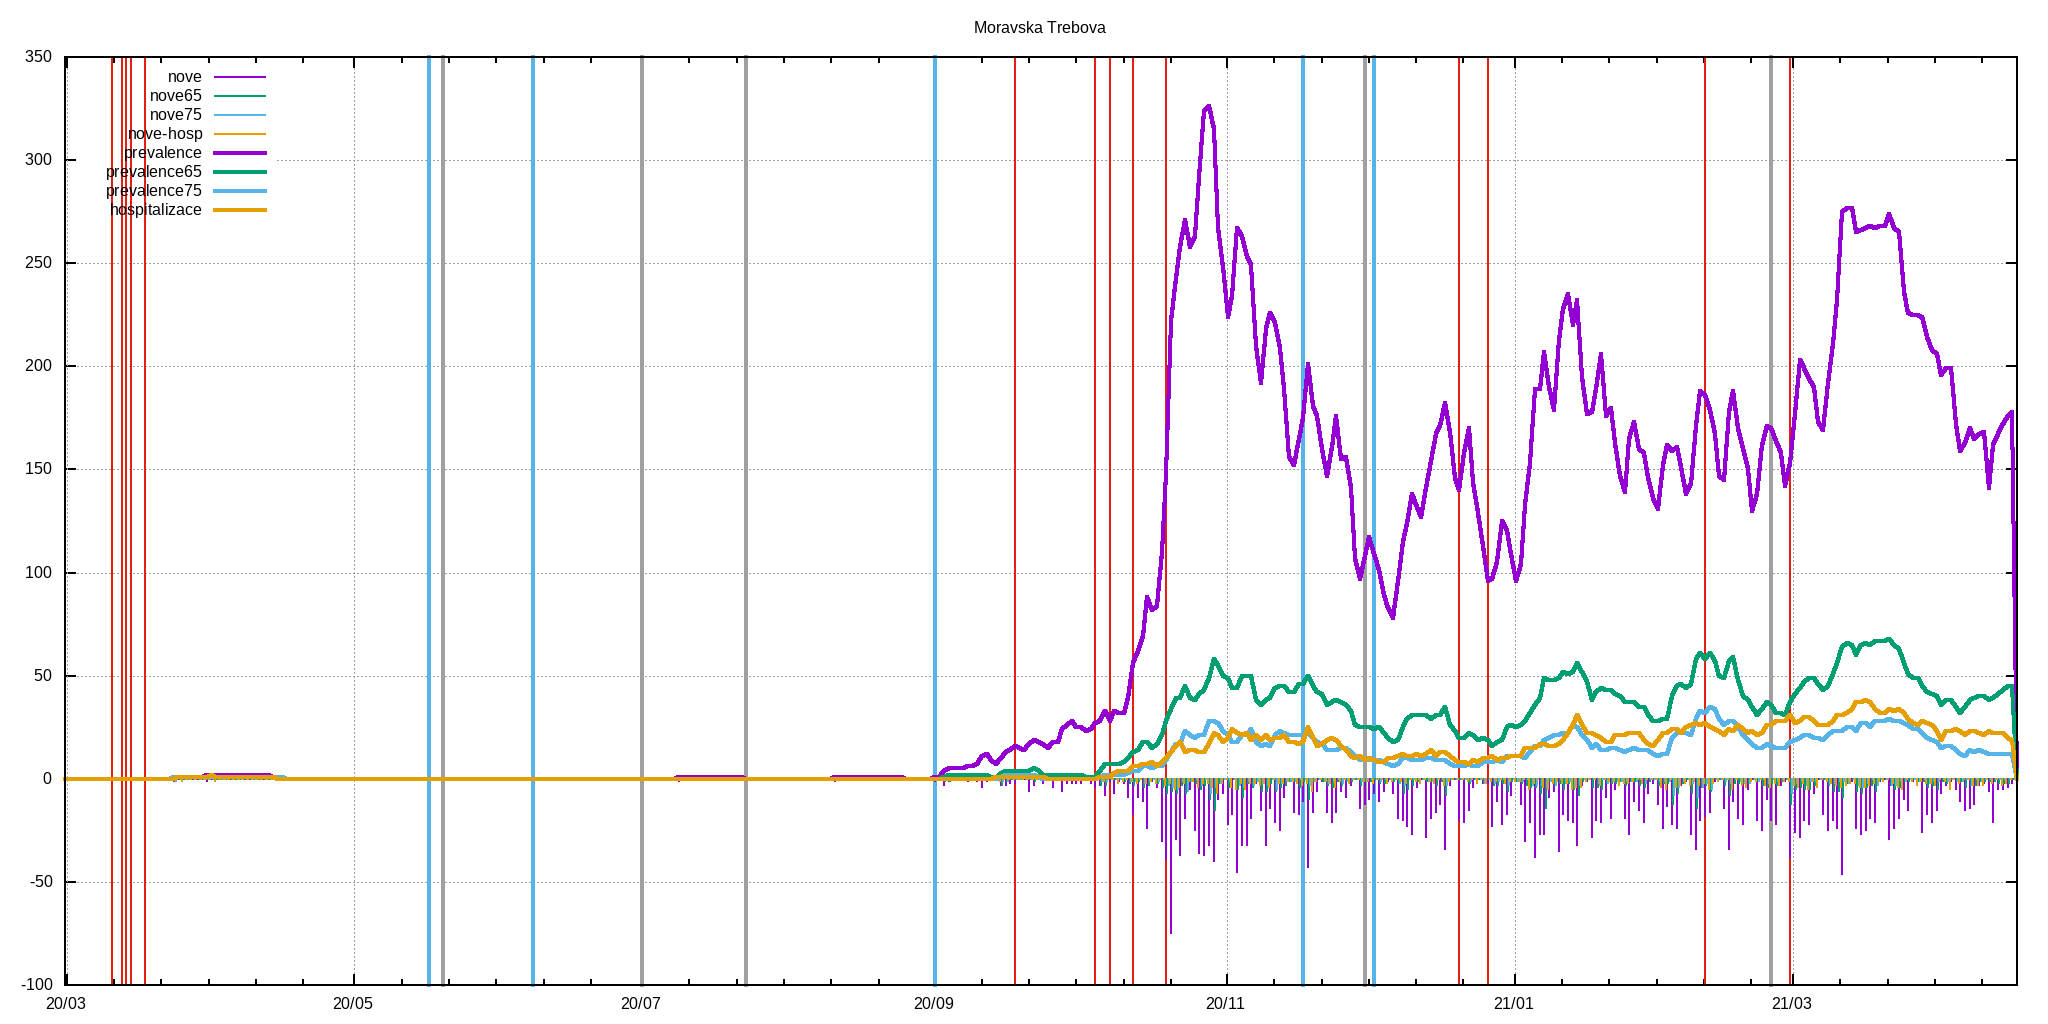 Moravska Trebova
350
300
250
200
150
100
50
0
-50
-100
nove
nove65
nove75
nove-hosp
prevalence
prevalence65
prevalence75
hospitalizace
20/03 20/05 20/07 20/09 20/11 21/01 21/03